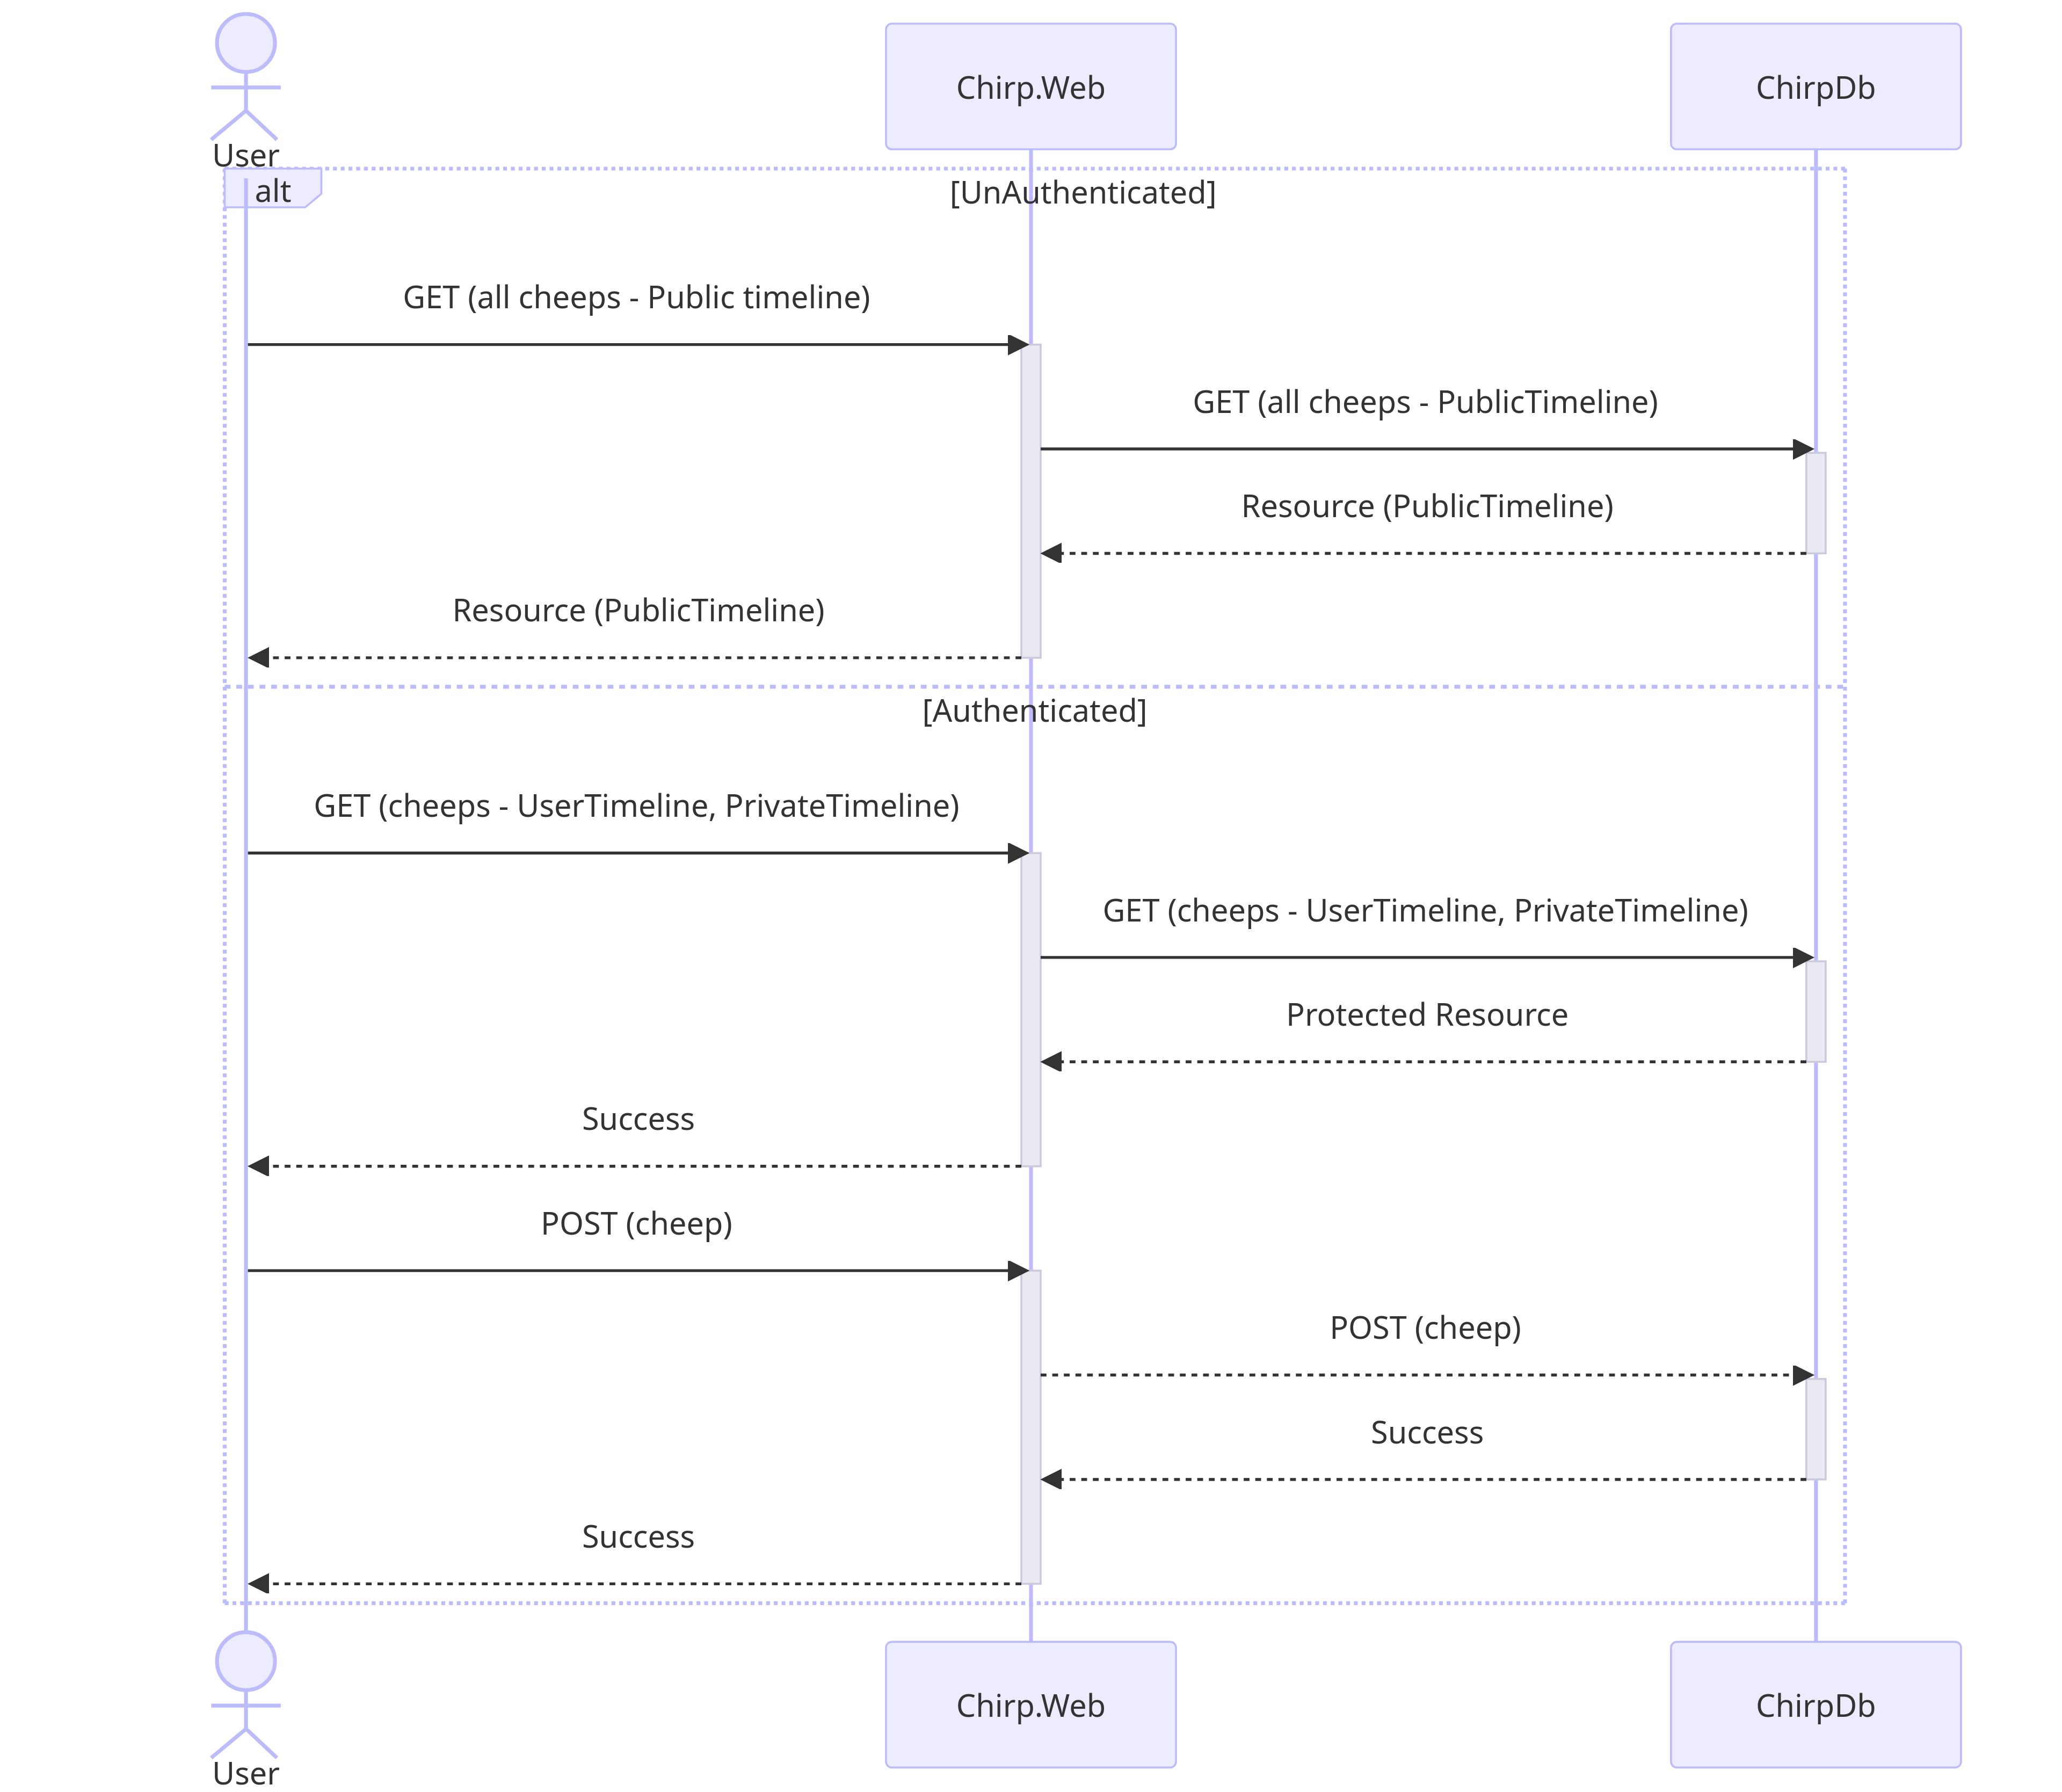 Chirp.Web
ChirpDb
User
alt
[UnAuthenticated]
GET (all cheeps - Public timeline)
GET (all cheeps - PublicTimeline)
Resource (PublicTimeline)
Resource (PublicTimeline)
[Authenticated]
GET (cheeps - UserTimeline, PrivateTimeline)
GET (cheeps - UserTimeline, PrivateTimeline)
Protected Resource
Success
POST (cheep)
POST (cheep)
Success
Success
Chirp.Web
ChirpDb
User